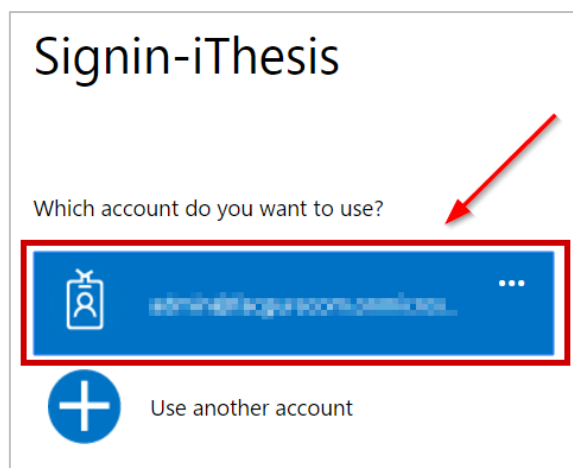 Signin-iThesis
Which account do you want to use?
Use another account